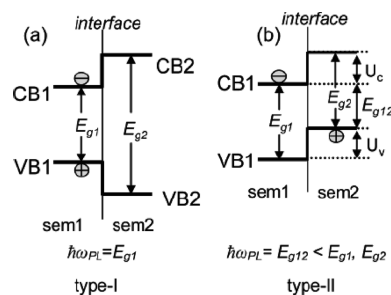 interface
(a)
CB2
CB1
E_g1
E_g2
VB1
VB2
sem1
sem2
ħω_PL=E_g1
type-I
interface
(b)
U_c
CB1
E_g2
E_g1
E_g12
VB1
U_v
sem1
sem2
ħω_PL= E_g12 < E_g1, E_g2
type-II